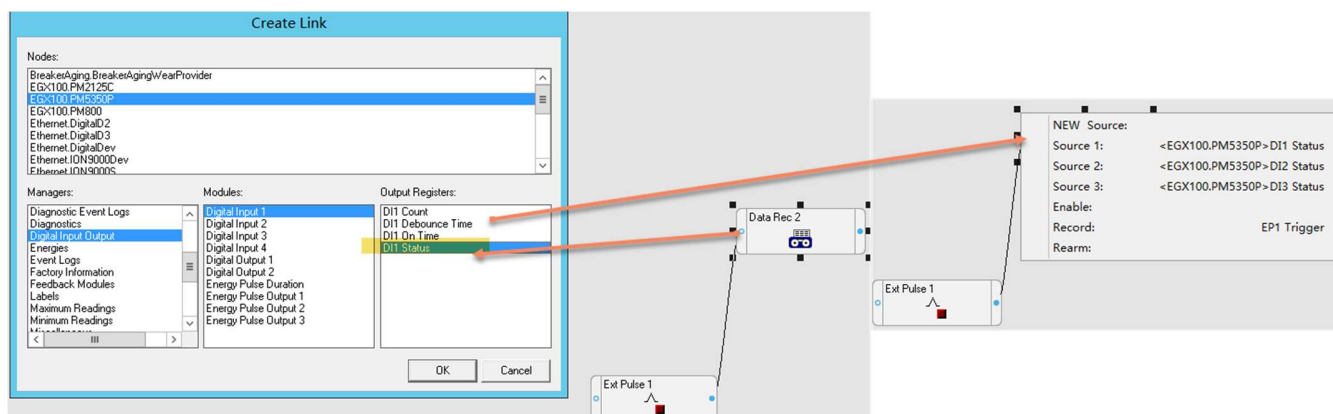 Create Link
Nodes:
BreakerAging.BreakerAgingWearProvider
EGX100.PM2125C
EGX100.PM5350P
EGX100.PM800
Ethernet.DigitalD2
Ethernet.DigitalD3
Ethernet.DigitalDev
Ethernet.ION9000Dev
Ethernet.ION9000S
Managers:
Diagnostic Event Logs
Diagnostics
Digital Input Output
Energies
Event Logs
Factory Information
Feedback Modules
Labels
Maximum Readings
Minimum Readings
Miscellaneous
Modules:
Digital Input 1
Digital Input 2
Digital Input 3
Digital Input 4
Digital Output 1
Digital Output 2
Energy Pulse Duration
Energy Pulse Output 1
Energy Pulse Output 2
Energy Pulse Output 3
Output Registers:
DI1 Count
DI1 Debounce Time
DI1 On Time
DI1 Status
OK
Cancel
Data Rec 2
Ext Pulse 1
NEW Source:
Source 1: <EGX100.PM5350P>DI1 Status
Source 2: <EGX100.PM5350P>DI2 Status
Source 3: <EGX100.PM5350P>DI3 Status
Enable:
Record: EP1 Trigger
Rearm:
Ext Pulse 1